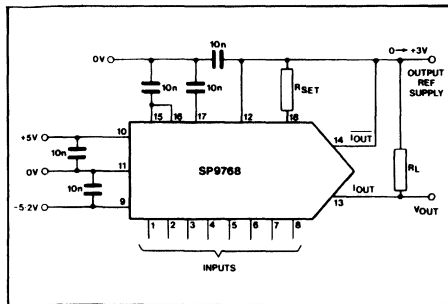 10n
0V
0 → +3V
OUTPUT
REF
SUPPLY
10n
10n
RSET
15
16
17
12
18
14
IOUT
+5V
10
10n
SP9768
RL
0V
11
IOUT
10n
13
-5·2V
9
VOUT
1 2 3 4 5 6 7 8
INPUTS